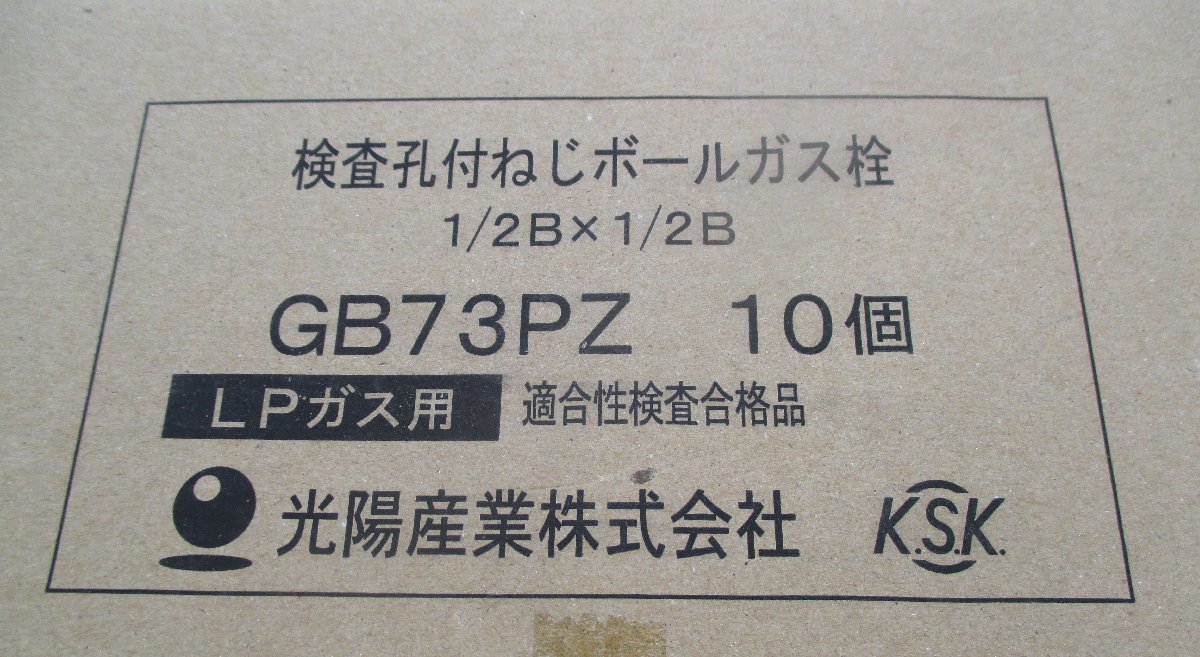 検査孔付ねじボールガス栓
1/2B×1/2B
GB73PZ 10個
LPガス用 適合性検査合格品
光陽産業株式会社 K.S.K.